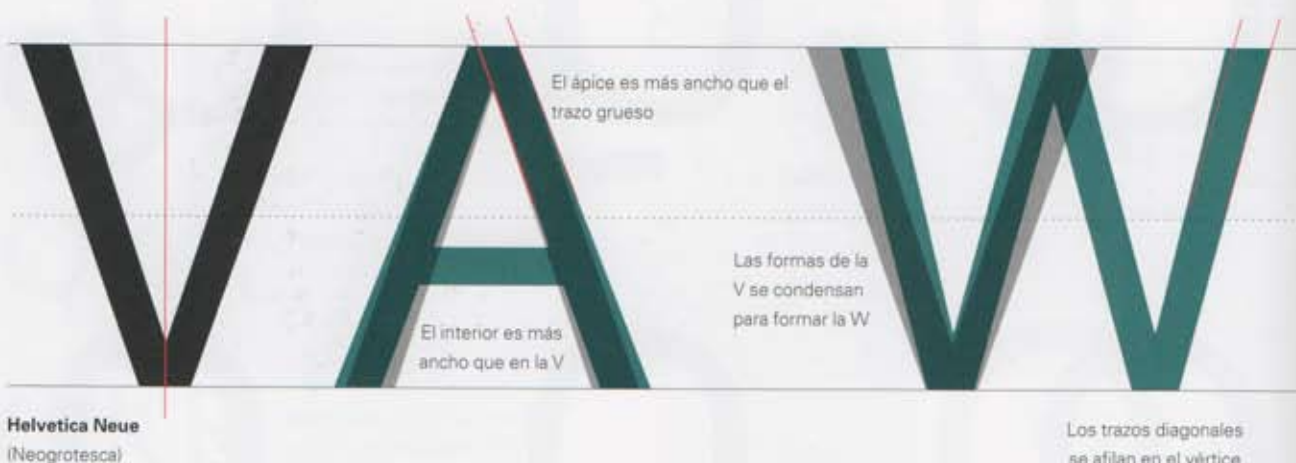 V A W
El ápice es más ancho que el
trazo grueso
Las formas de la
V se condensan
para formar la W
El interior es más
ancho que en la V
Helvetica Neue
(Neogrotesca)
Los trazos diagonales
se afilan en el vértice